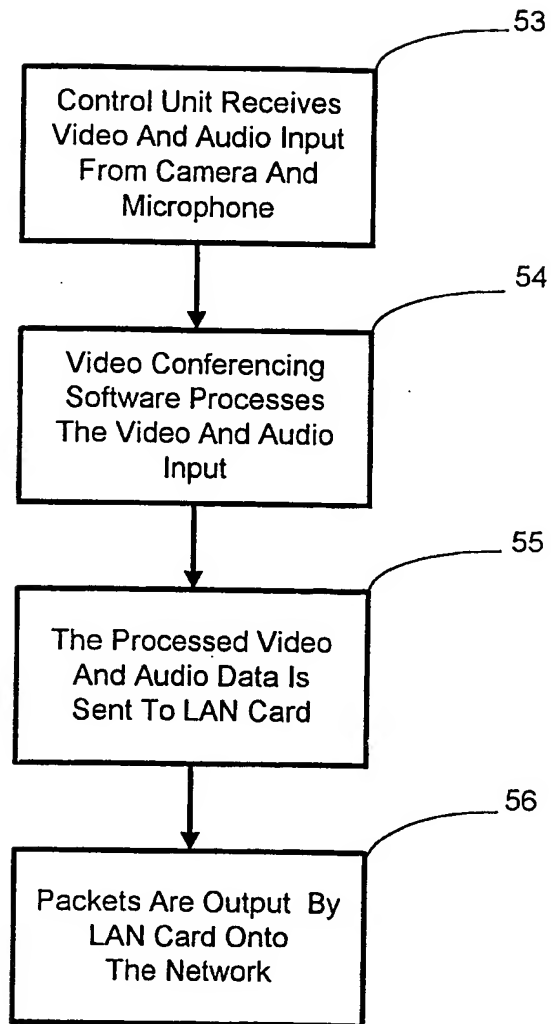 53
Control Unit Receives
Video And Audio Input
From Camera And
Microphone
54
Video Conferencing
Software Processes
The Video And Audio
Input
55
The Processed Video
And Audio Data Is
Sent To LAN Card
56
Packets Are Output By
LAN Card Onto
The Network